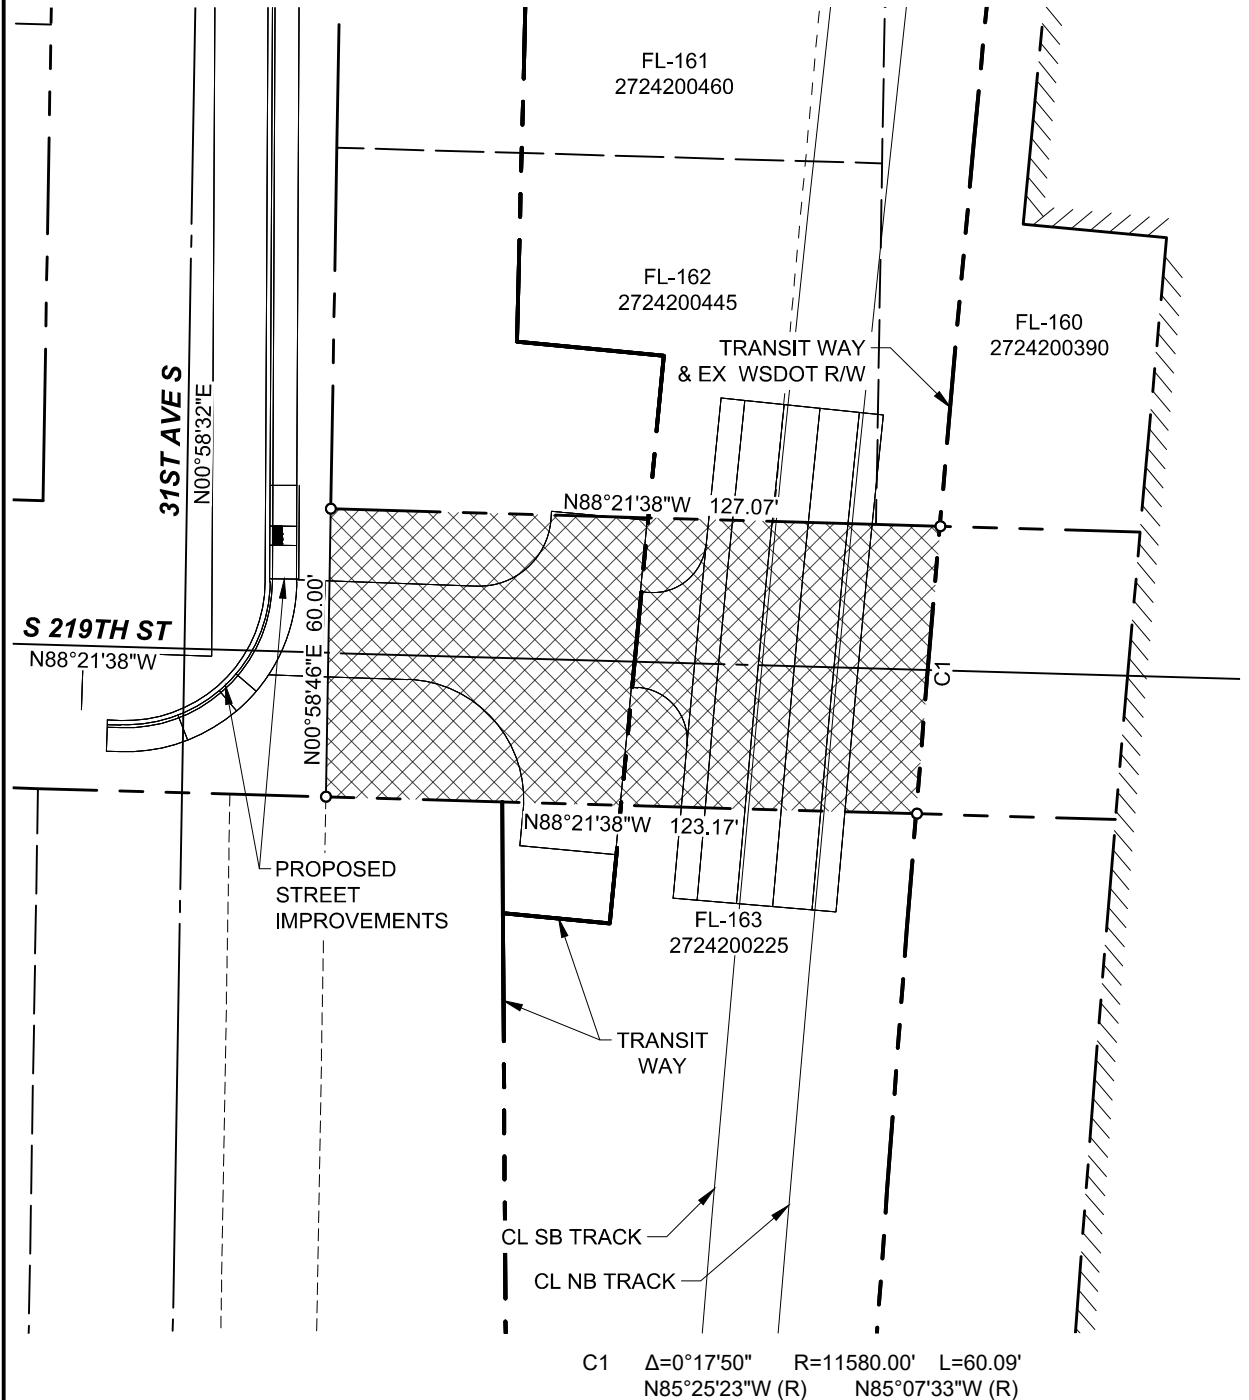 FL-161
2724200460
FL-162
2724200445
FL-160
2724200390
TRANSIT WAY
& EX WSDOT R/W
31ST AVE S
N00°58'32"E
N88°21'38"W 127.07'
N00°58'46"E 60.00'
S 219TH ST
N88°21'38"W
C1
N88°21'38"W 123.17'
PROPOSED
STREET
IMPROVEMENTS
FL-163
2724200225
TRANSIT
WAY
CL SB TRACK
CL NB TRACK
C1 Δ=0°17'50" R=11580.00' L=60.09'
N85°25'23"W (R) N85°07'33"W (R)